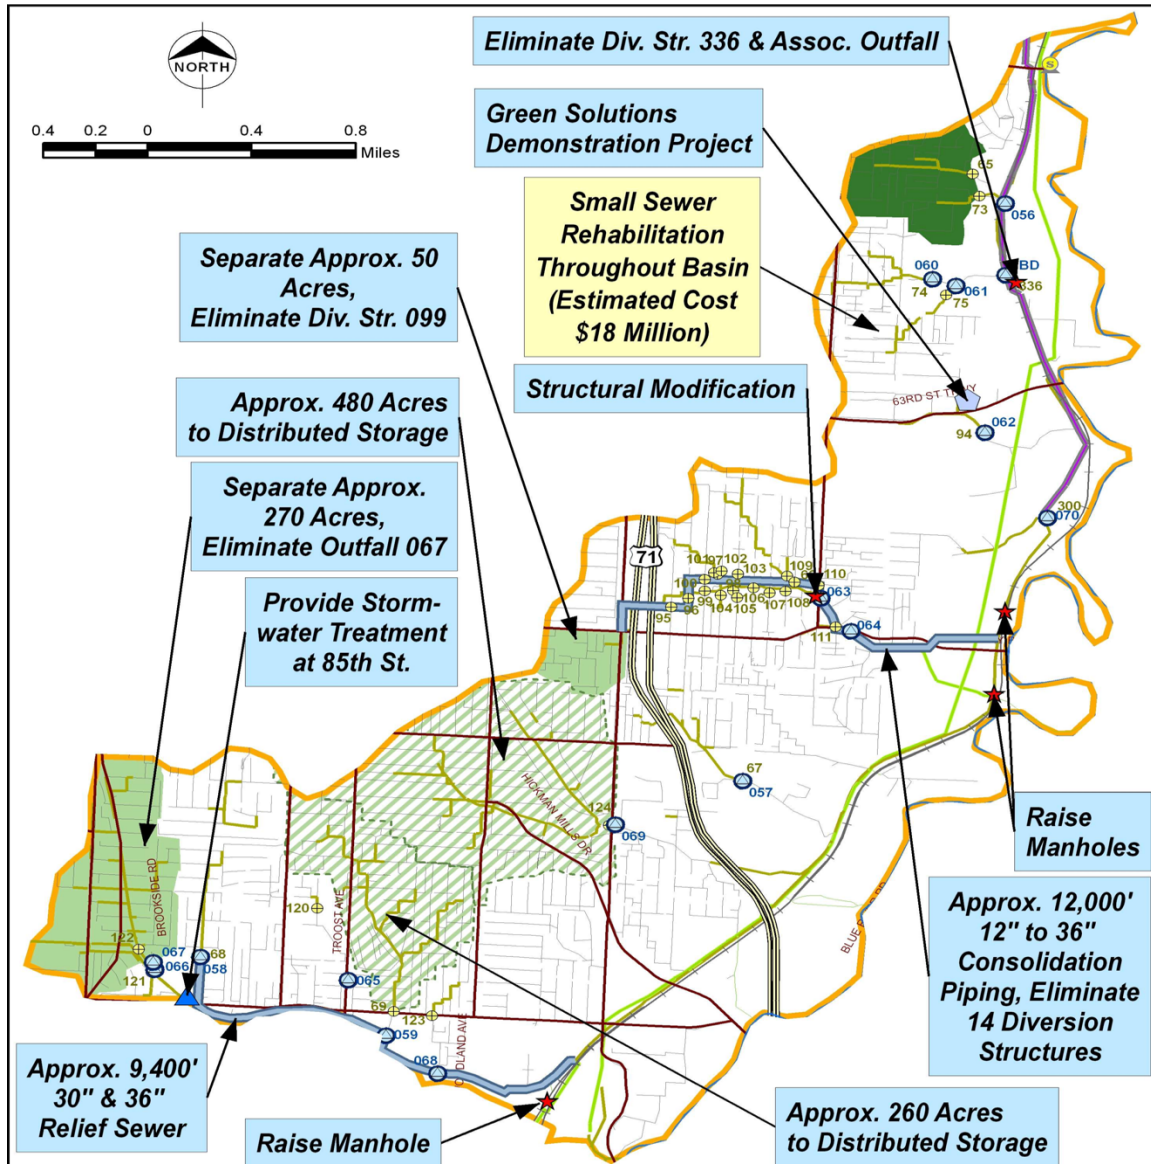 NORTH
0.4 0.2 0 0.4 0.8
Miles
Eliminate Div. Str. 336 & Assoc. Outfall
Green Solutions
Demonstration Project
Small Sewer
Rehabilitation
Throughout Basin
(Estimated Cost
$18 Million)
Separate Approx. 50
Acres,
Eliminate Div. Str. 099
Structural Modification
Approx. 480 Acres
to Distributed Storage
Separate Approx.
270 Acres,
Eliminate Outfall 067
Provide Storm-
water Treatment
at 85th St.
Approx. 9,400'
30" & 36"
Relief Sewer
Raise Manhole
Approx. 260 Acres
to Distributed Storage
Raise
Manholes
Approx. 12,000'
12" to 36"
Consolidation
Piping, Eliminate
14 Diversion
Structures
S
65
73
056
060
74
061
75
BD
336
63RD ST
94
062
300
070
71
101
97
102
103
109
110
063
95
96
99
104
105
106
107
108
111
064
67
057
HICKMAN MILLS DR
124
069
BROOKSIDE RD
TROOST AVE
120
122
067
066
121
68
058
065
69
123
059
068